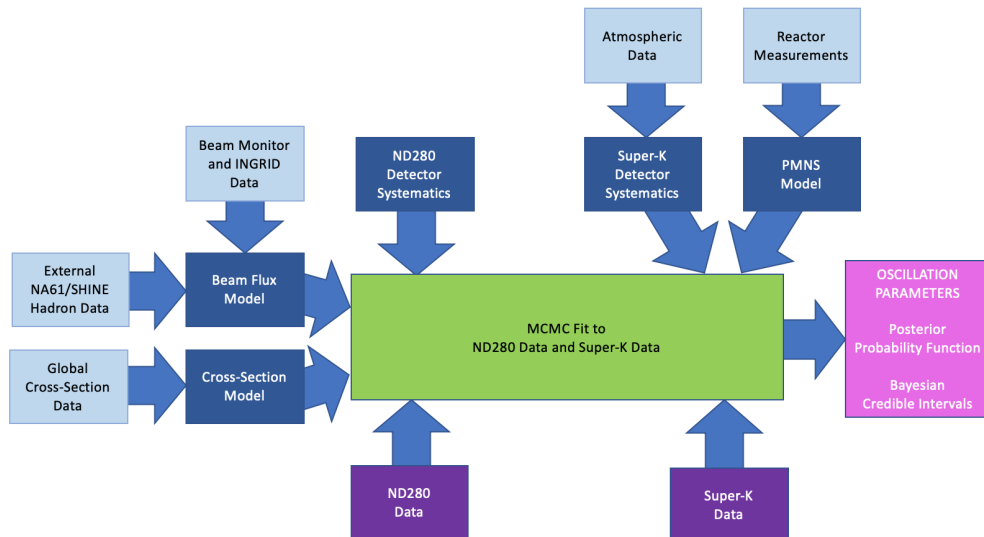 Atmospheric
Data
Reactor
Measurements
Beam Monitor
and INGRID
Data
ND280
Detector
Systematics
Super-K
Detector
Systematics
PMNS
Model
External
NA61/SHINE
Hadron Data
Beam Flux
Model
Global
Cross-Section
Data
Cross-Section
Model
MCMC Fit to
ND280 Data and Super-K Data
OSCILLATION
PARAMETERS
Posterior
Probability Function
Bayesian
Credible Intervals
ND280
Data
Super-K
Data